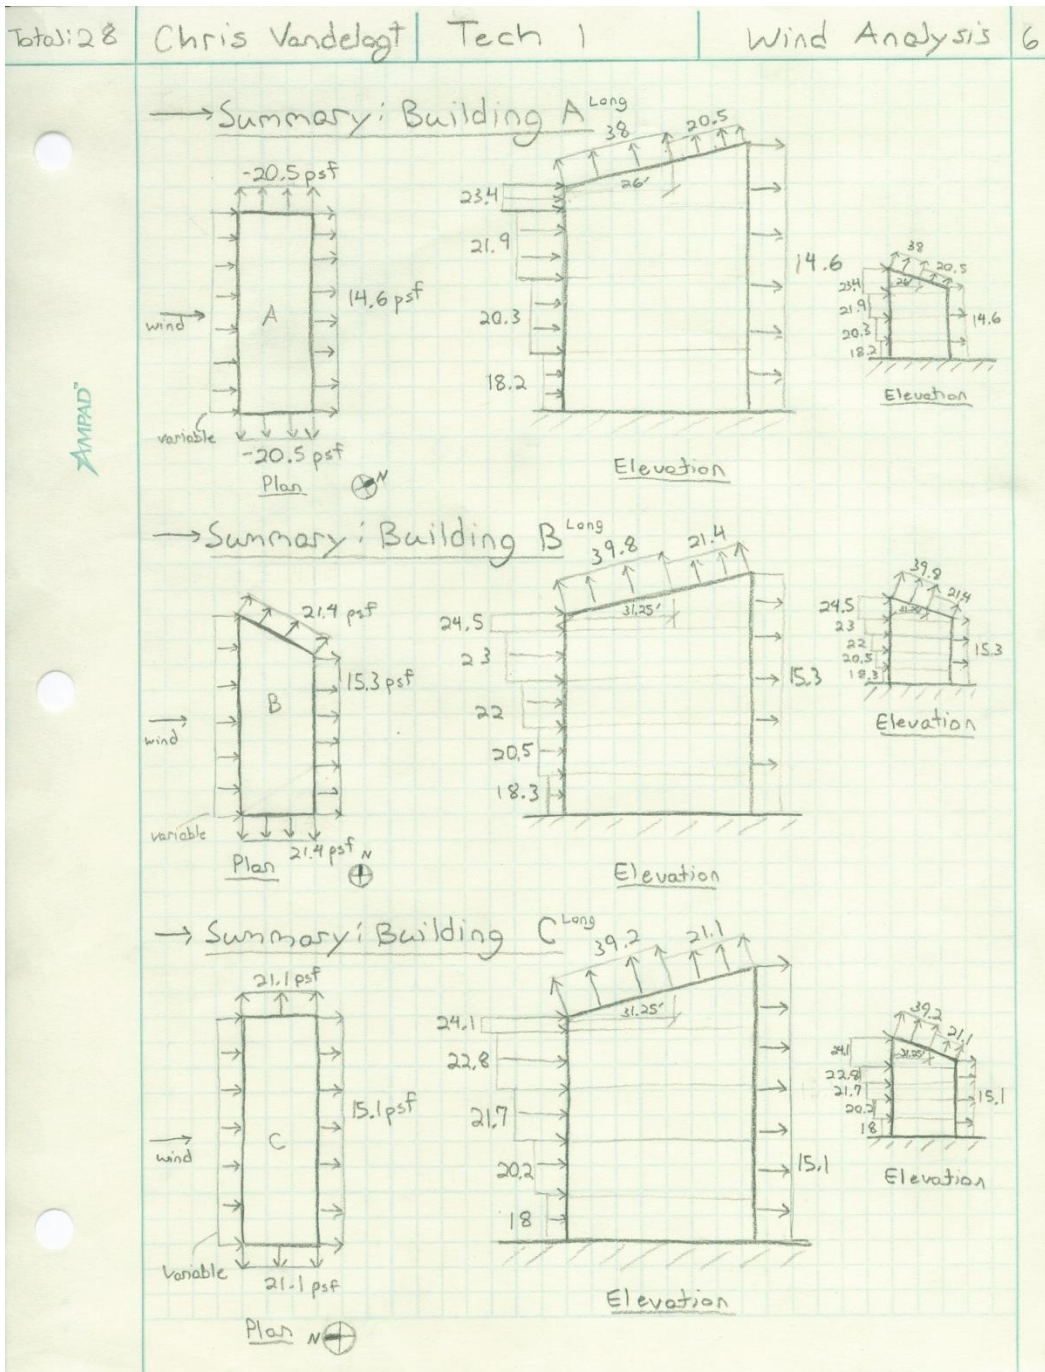 Total: 28
Chris Vandelogt
Tech 1
Wind Analysis
6
→ Summary: Building A Long
-20.5 psf
wind
A
14.6 psf
variable
-20.5 psf
Plan
N
38
20.5
26'
23.4
21.9
20.3
18.2
14.6
Elevation
38
20.5
26'
23.4
21.9
20.3
18.2
14.6
Elevation
AMPAD™
→ Summary: Building B Long
21.4 psf
15.3 psf
B
wind
variable
21.4 psf
Plan
N
39.8
21.4
31.25'
24.5
23
22
20.5
18.3
15.3
Elevation
39.8
21.4
31.25'
24.5
23
22
20.5
18.3
15.3
Elevation
→ Summary: Building C Long
21.1 psf
15.1 psf
C
wind
Variable
21.1 psf
Plan
N
39.2
21.1
31.25'
24.1
22.8
21.7
20.2
18
15.1
Elevation
39.2
21.1
31.25'
24.1
22.8
21.7
20.2
18
15.1
Elevation